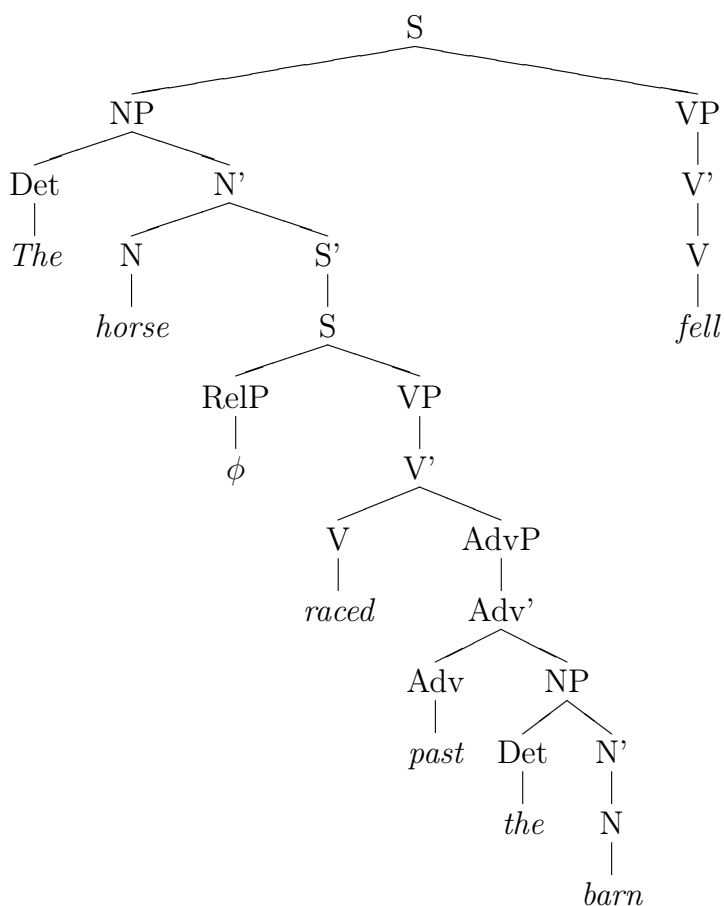 S
NP VP
Det N' V'
The N S' V
horse S fell
RelP VP
ϕ V'
V AdvP
raced Adv'
Adv NP
past Det N'
the N
barn